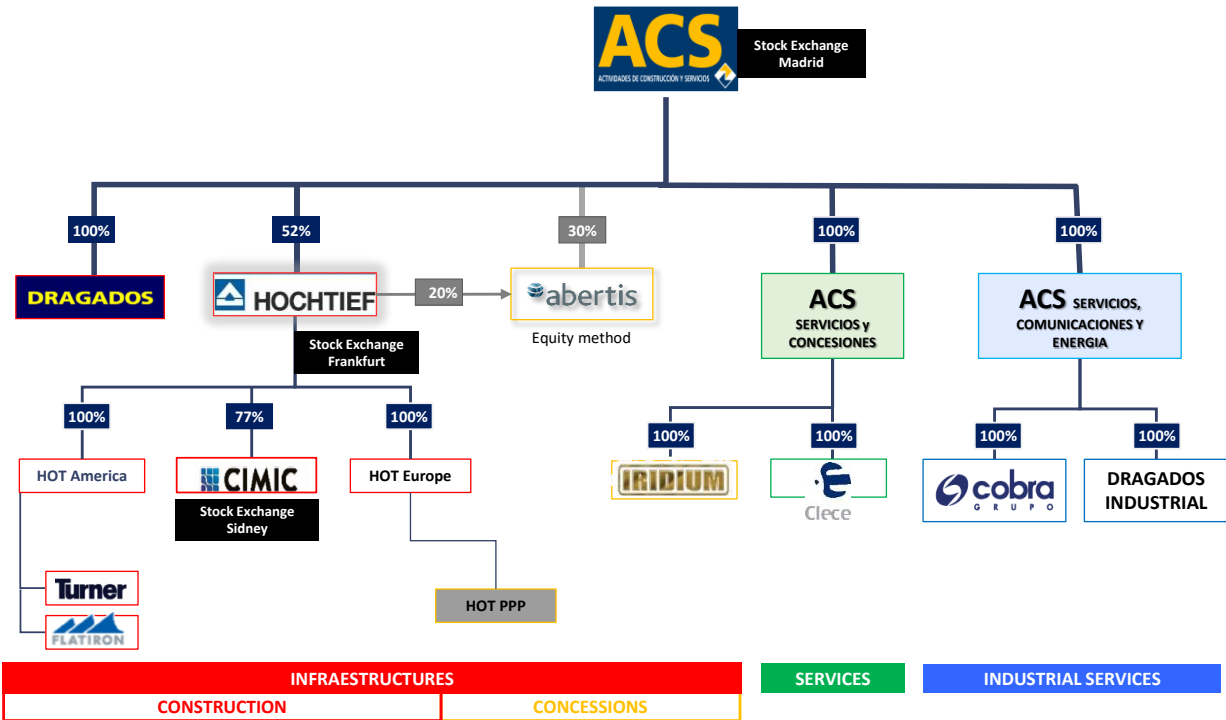 ACS
ACTIVIDADES DE CONSTRUCCIÓN Y SERVICIOS
Stock Exchange
Madrid
100%
52%
30%
100%
100%
DRAGADOS
HOCHTIEF
20%
abertis
Equity method
ACS
SERVICIOS y
CONCESIONES
ACS SERVICIOS,
COMUNICACIONES Y
ENERGIA
Stock Exchange
Frankfurt
100%
77%
100%
100%
100%
100%
100%
HOT America
CIMIC
HOT Europe
IRIDIUM
Clece
cobra
GRUPO
DRAGADOS
INDUSTRIAL
Stock Exchange
Sidney
Turner
FLATIRON
HOT PPP
INFRAESTRUCTURES
SERVICES
INDUSTRIAL SERVICES
CONSTRUCTION
CONCESSIONS